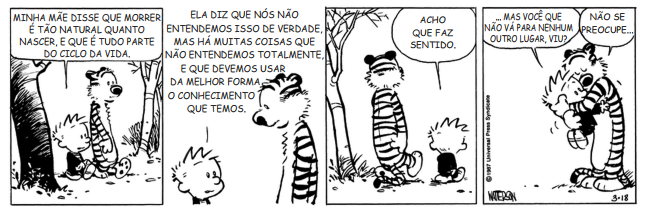 MINHA MÃE DISSE QUE MORRER
É TÃO NATURAL QUANTO
NASCER, E QUE É TUDO PARTE
DO CICLO DA VIDA.
ELA DIZ QUE NÓS NÃO
ENTENDEMOS ISSO DE VERDADE,
MAS HÁ MUITAS COISAS QUE
NÃO ENTENDEMOS TOTALMENTE,
E QUE DEVEMOS USAR
DA MELHOR FORMA
O CONHECIMENTO
QUE TEMOS.
ACHO
QUE FAZ
SENTIDO.
... MAS VOCÊ QUE
NÃO VÁ PARA NENHUM
OUTRO LUGAR, VIU?
NÃO SE
PREOCUPE...
© 1987 Universal Press Syndicate
WATTERSON
3-18